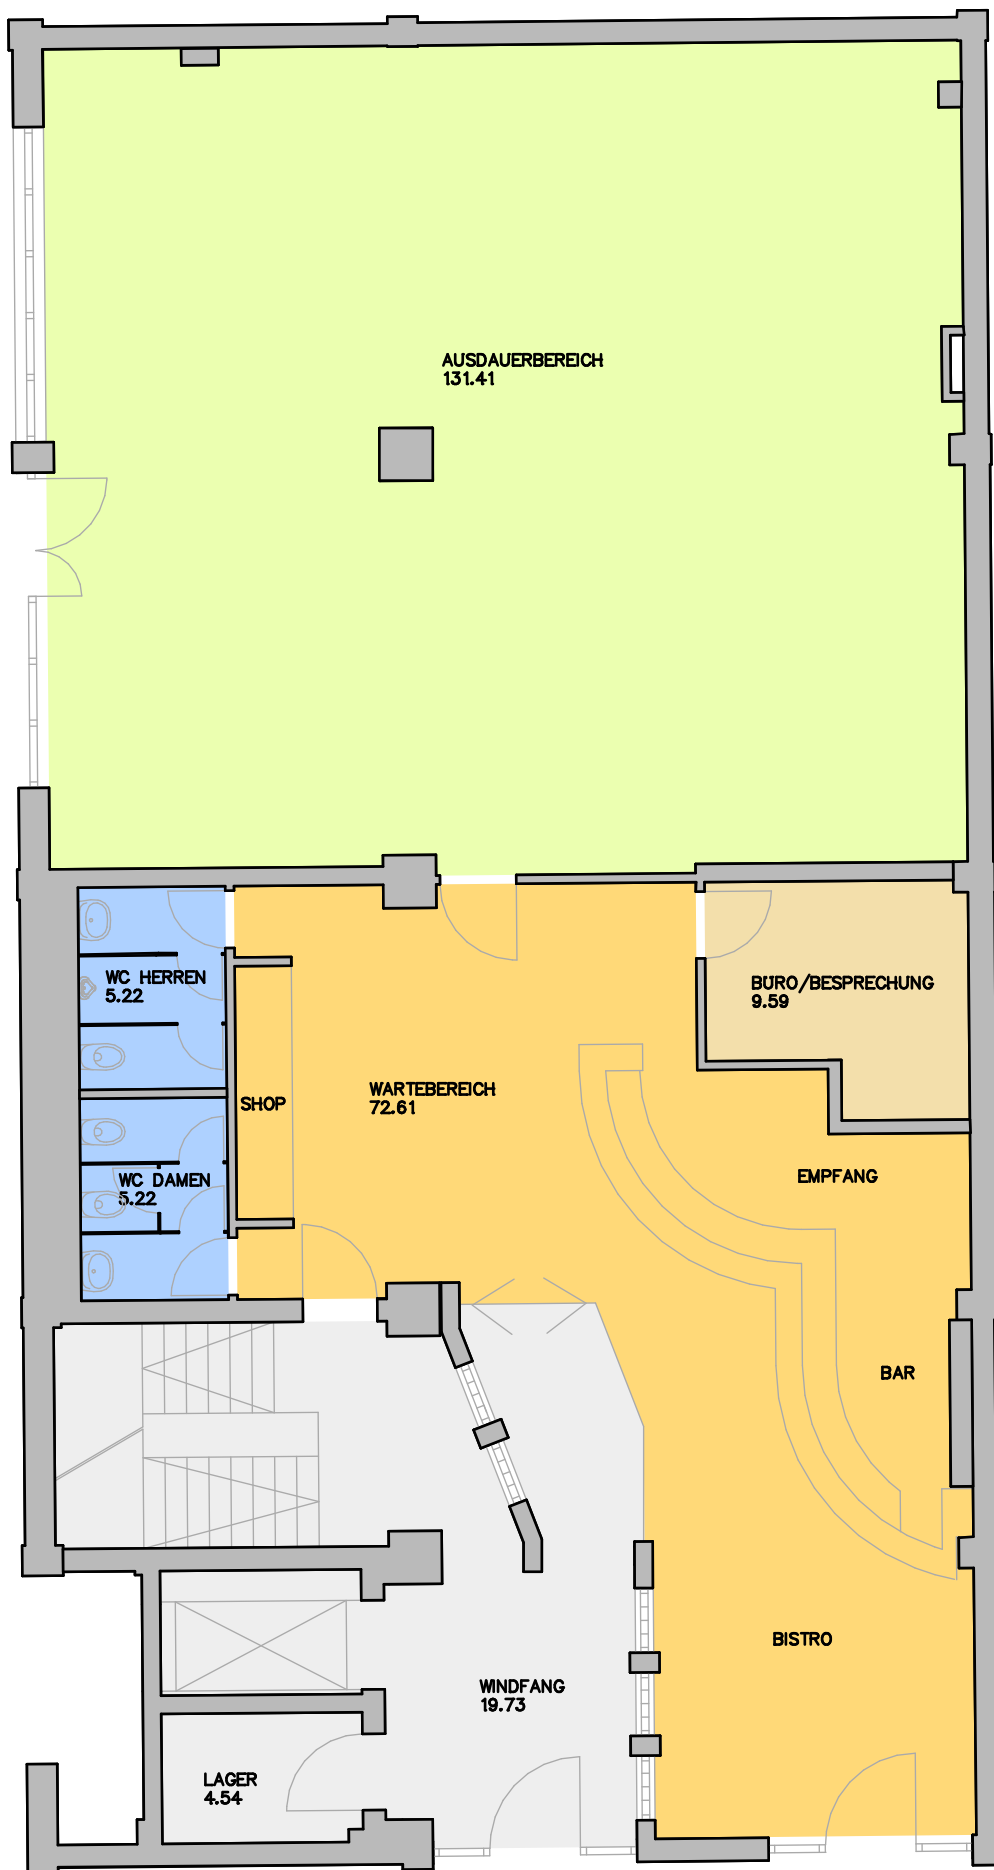 AUSDAUERBEREICH
131.41
WC HERREN
5.22
BÜRO/BESPRECHUNG
9.59
WARTEBEREICH
72.61
SHOP
WC DAMEN
5.22
EMPFANG
BAR
BISTRO
WINDFANG
19.73
LAGER
4.54